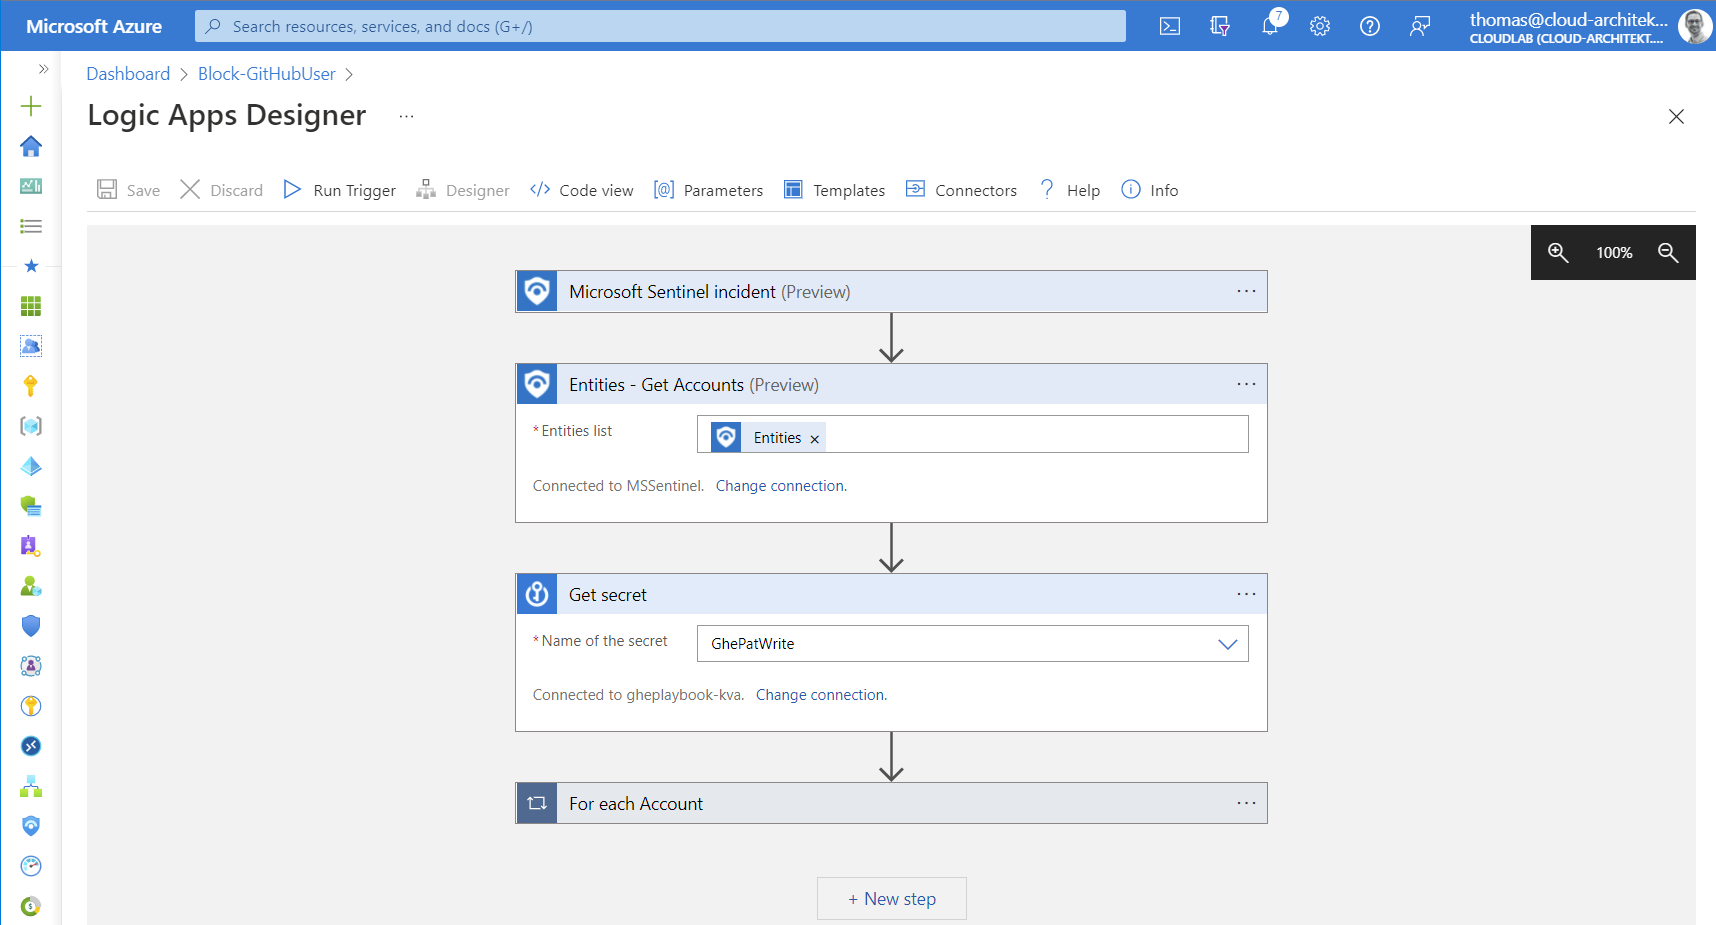 Microsoft Azure
Search resources, services, and docs (G+/)
7
thomas@cloud-architek...
CLOUDLAB (CLOUD-ARCHITEKT....
Dashboard > Block-GitHubUser >
Logic Apps Designer ...
Save Discard Run Trigger Designer Code view Parameters Templates Connectors Help Info
100%
Microsoft Sentinel incident (Preview)
Entities - Get Accounts (Preview)
*Entities list
Entities ×
Connected to MSSentinel. Change connection.
Get secret
*Name of the secret
GhePatWrite
Connected to gheplaybook-kva. Change connection.
For each Account
+ New step